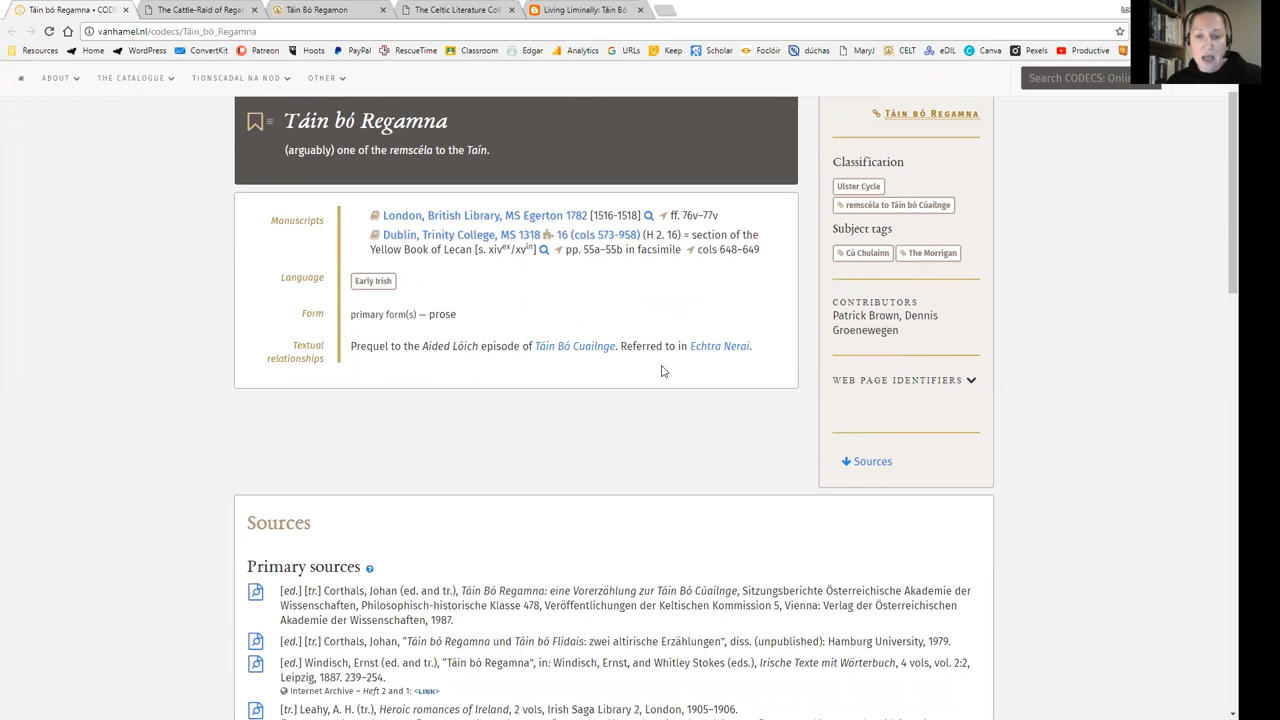 Táin bó Regamna • CODE
The Cattle-Raid of Regam
Táin Bó Regamon
The Celtic Literature Coll
Living Liminally: Táin Bó
vanhamel.nl/codecs/Táin_bó_Regamna
Resources Home WordPress ConvertKit Patreon Hoots PayPal RescueTime Classroom Edgar Analytics URLs Keep Scholar Foclóir dúchas MaryJ CELT eDIL Canva Pexels Productive
ABOUT THE CATALOGUE TIONSCADAL NA NOD OTHER
Search CODECS: Onli
Táin bó Regamna
(arguably) one of the remscéla to the Taín.
Manuscripts
London, British Library, MS Egerton 1782 [1516-1518] ff. 76v–77v
Dublin, Trinity College, MS 1318 16 (cols 573-958) (H 2. 16) = section of the
Yellow Book of Lecan [s. xivex/xvin] pp. 55a–55b in facsimile cols 648–649
Language
Early Irish
Form
primary form(s) — prose
Textual
relationships
Prequel to the Aided Lóich episode of Táin Bó Cuailnge. Referred to in Echtra Nerai.
Táin bó Regamna
Classification
Ulster Cycle
remscéla to Táin bó Cúailnge
Subject tags
Cú Chulainn The Morrígan
CONTRIBUTORS
Patrick Brown, Dennis
Groenewegen
WEB PAGE IDENTIFIERS
Sources
Sources
Primary sources
[ed.] [tr.] Corthals, Johan (ed. and tr.), Táin Bó Regamna: eine Vorerzählung zur Táin Bó Cúailnge, Sitzungsberichte Österreichische Akademie der
Wissenschaften, Philosophisch-historische Klasse 478, Veröffentlichungen der Keltischen Kommission 5, Vienna: Verlag der Österreichischen
Akademie der Wissenschaften, 1987.
[ed.] Corthals, Johan, “Táin bó Regamna und Táin bó Flidais: zwei altirische Erzählungen”, diss. (unpublished): Hamburg University, 1979.
[ed.] Windisch, Ernst (ed. and tr.), “Táin bó Regamna”, in: Windisch, Ernst, and Whitley Stokes (eds.), Irische Texte mit Wörterbuch, 4 vols, vol. 2:2,
Leipzig, 1887. 239–254.
Internet Archive – Heft 2 and 1: <LINK>
[tr.] Leahy, A. H. (tr.), Heroic romances of Ireland, 2 vols, Irish Saga Library 2, London, 1905–1906.